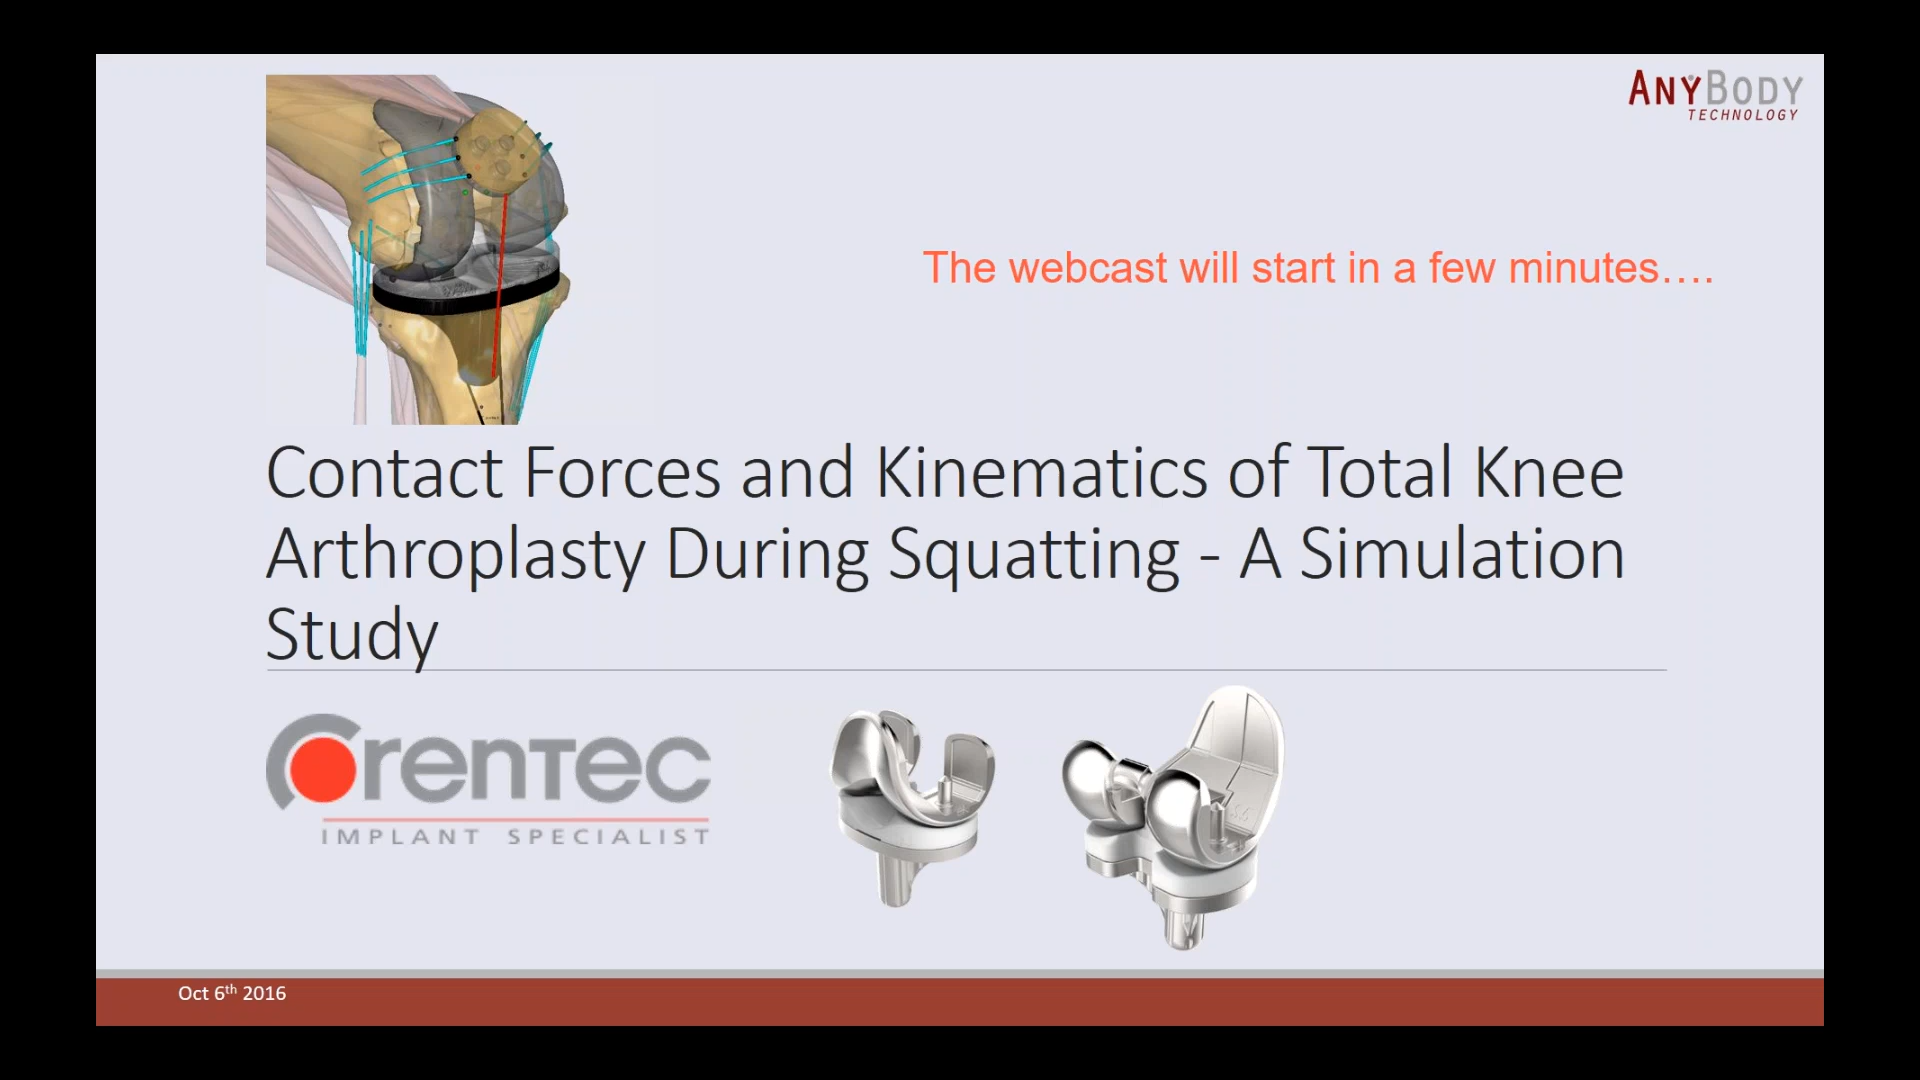 ANYBODY
TECHNOLOGY
The webcast will start in a few minutes….
Contact Forces and Kinematics of Total Knee
Arthroplasty During Squatting - A Simulation
Study
Corentec
IMPLANT SPECIALIST
Oct 6th 2016